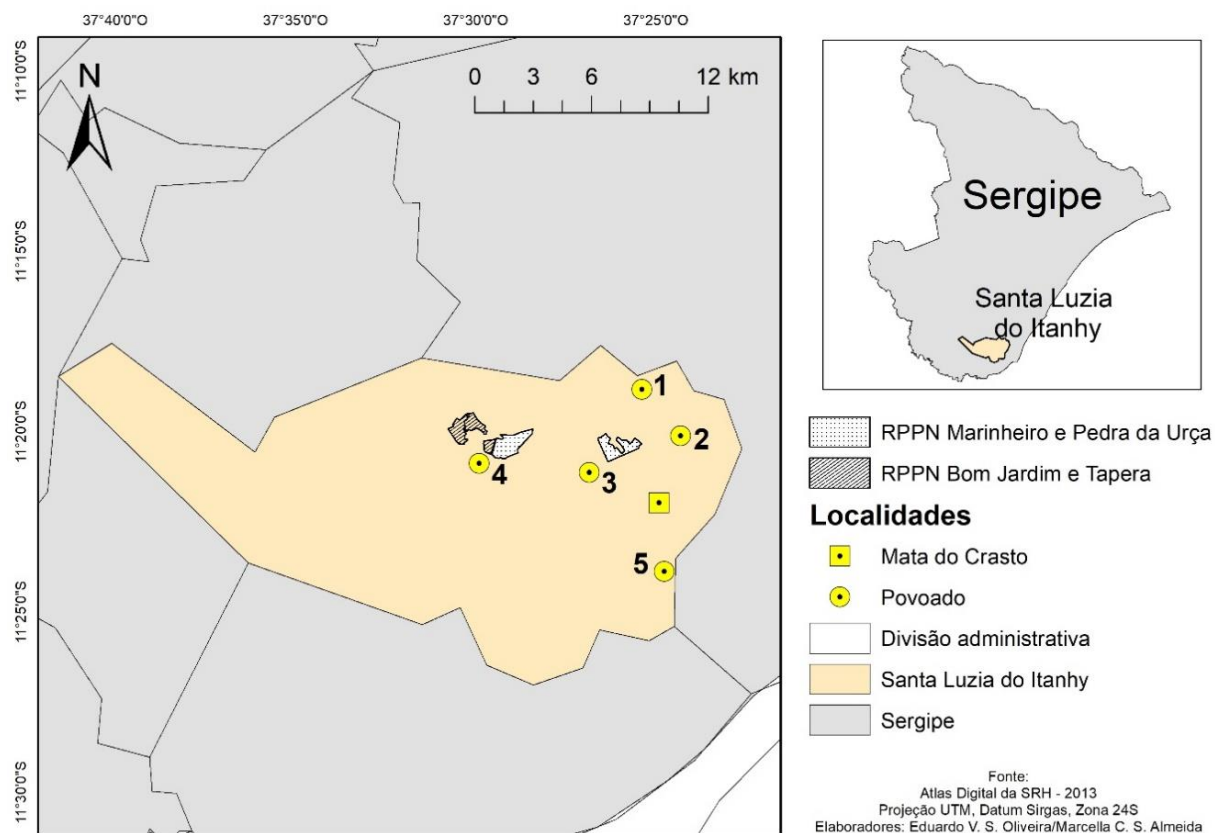 37°40'0"O
37°35'0"O
37°30'0"O
37°25'0"O
11°10'0"S
11°15'0"S
11°20'0"S
11°25'0"S
11°30'0"S
N
0 3 6 12 km
1
2
3
4
5
Sergipe
Santa Luzia
do Itanhy
RPPN Marinheiro e Pedra da Urça
RPPN Bom Jardim e Tapera
Localidades
Mata do Crasto
Povoado
Divisão administrativa
Santa Luzia do Itanhy
Sergipe
Fonte:
Atlas Digital da SRH - 2013
Projeção UTM, Datum Sirgas, Zona 24S
Elaboradores: Eduardo V. S. Oliveira/Marcella C. S. Almeida